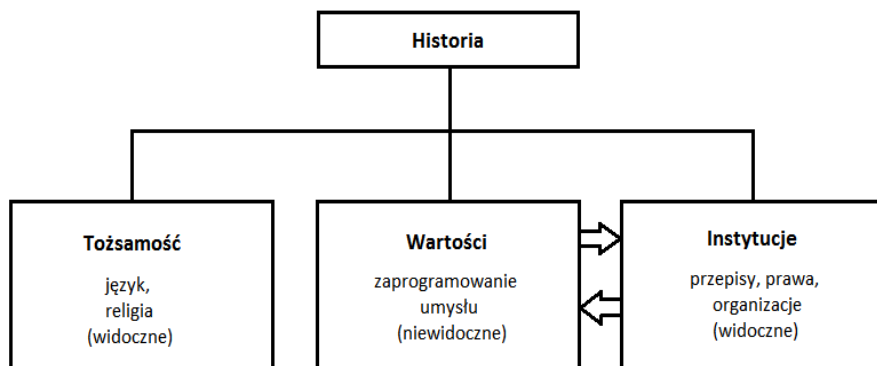 Historia
Tożsamość
język,
religia
(widoczne)
Wartości
zaprogramowanie
umysłu
(niewidoczne)
Instytucje
przepisy, prawa,
organizacje
(widoczne)